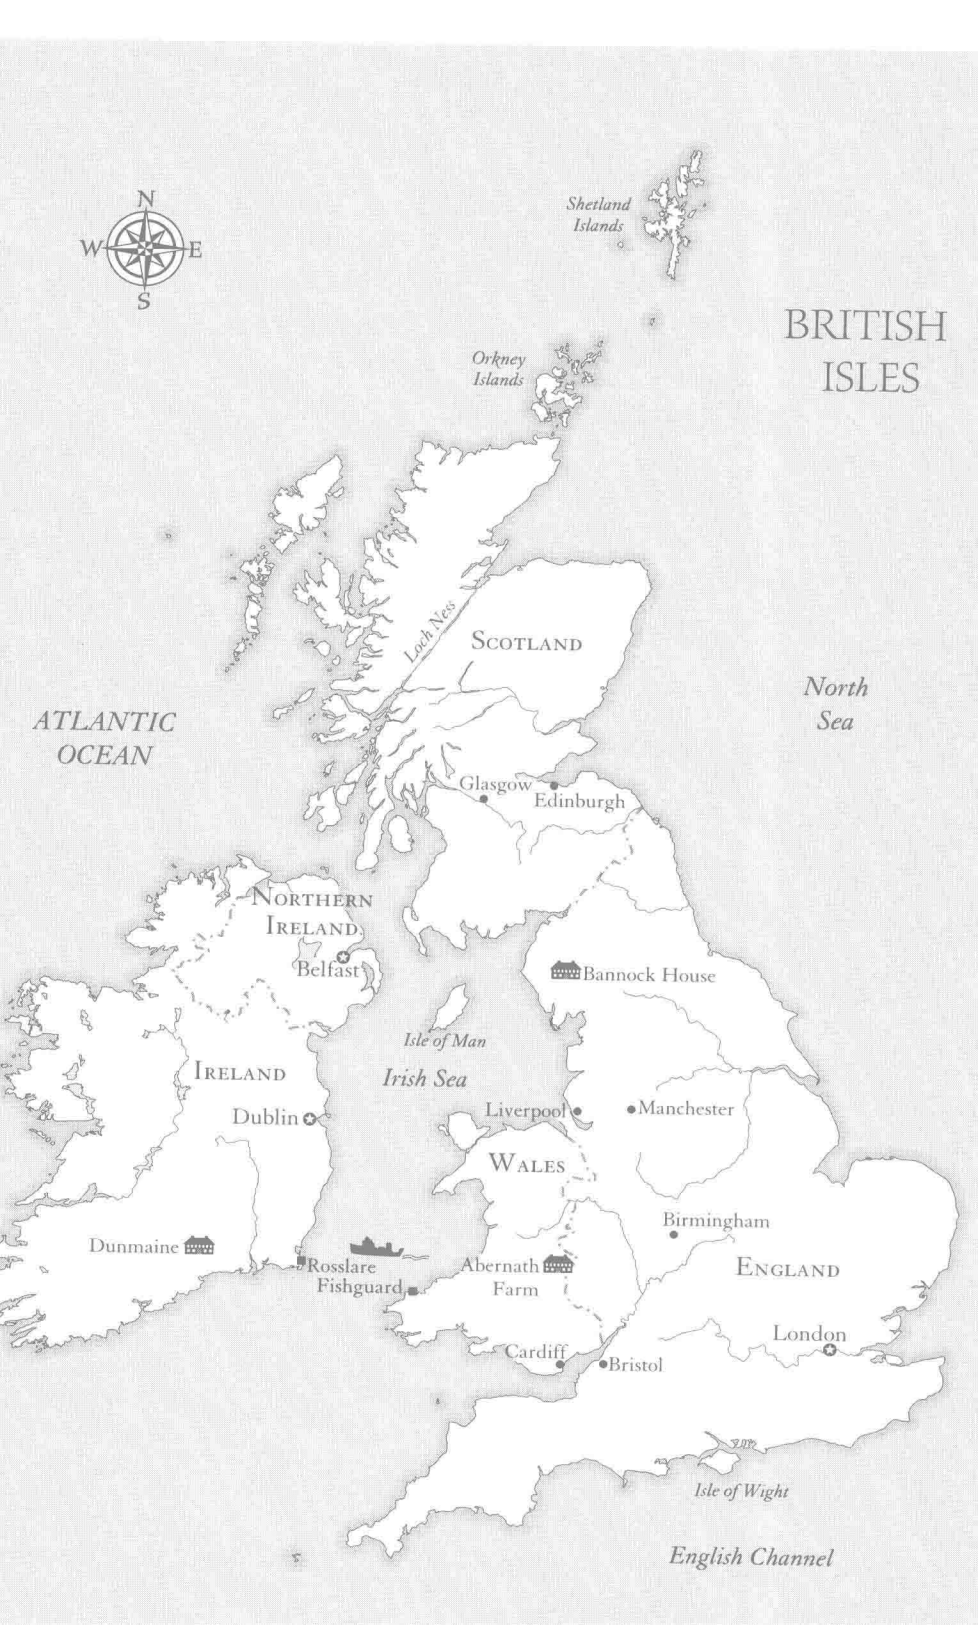 N
W
E
S
Shetland
Islands
BRITISH
ISLES
Orkney
Islands
Loch Ness
SCOTLAND
North
Sea
ATLANTIC
OCEAN
Glasgow
Edinburgh
NORTHERN
IRELAND
Belfast
Bannock House
Isle of Man
IRELAND
Irish Sea
Dublin
Liverpool
Manchester
WALES
Birmingham
Dunmaine
Rosslare
Fishguard
Abernath
Farm
ENGLAND
London
Cardiff
Bristol
Isle of Wight
English Channel